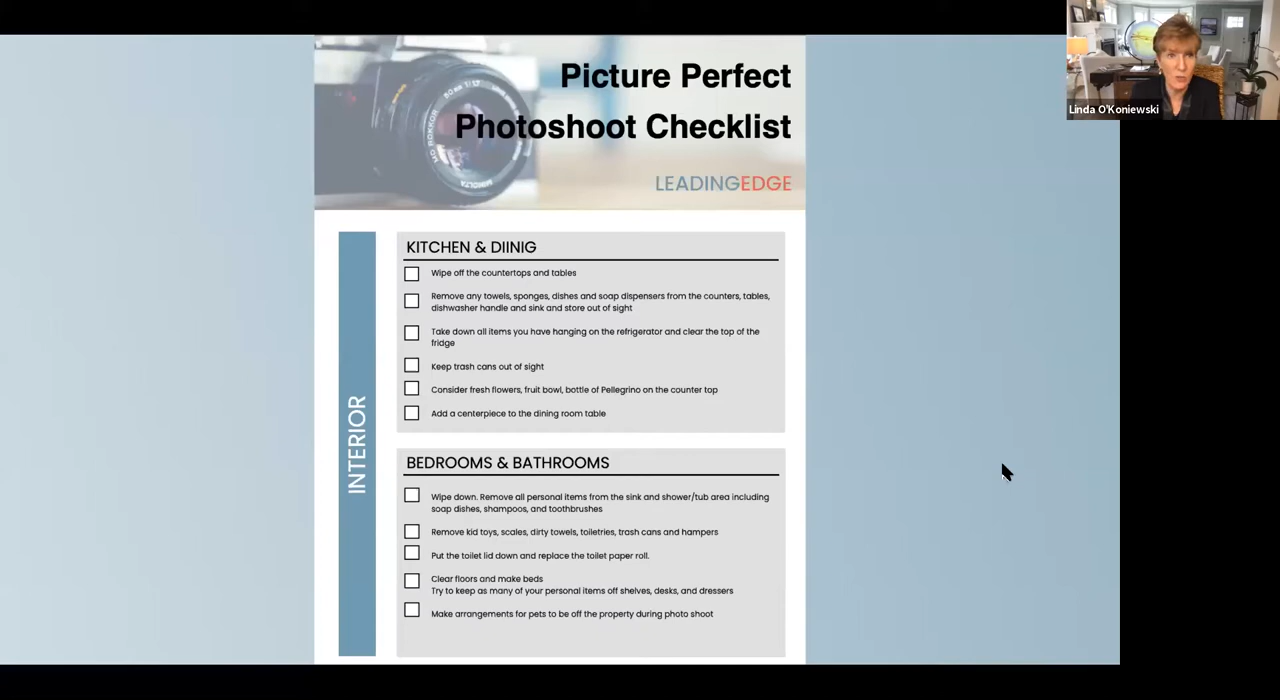 Linda O'Koniewski
Picture Perfect
Photoshoot Checklist
LEADINGEDGE
INTERIOR
KITCHEN & DIINIG
Wipe off the countertops and tables
Remove any towels, sponges, dishes and soap dispensers from the counters, tables,
dishwasher handle and sink and store out of sight
Take down all items you have hanging on the refrigerator and clear the top of the
fridge
Keep trash cans out of sight
Consider fresh flowers, fruit bowl, bottle of Pellegrino on the counter top
Add a centerpiece to the dining room table
BEDROOMS & BATHROOMS
Wipe down. Remove all personal items from the sink and shower/tub area including
soap dishes, shampoos, and toothbrushes
Remove kid toys, scales, dirty towels, toiletries, trash cans and hampers
Put the toilet lid down and replace the toilet paper roll.
Clear floors and make beds
Try to keep as many of your personal items off shelves, desks, and dressers
Make arrangements for pets to be off the property during photo shoot